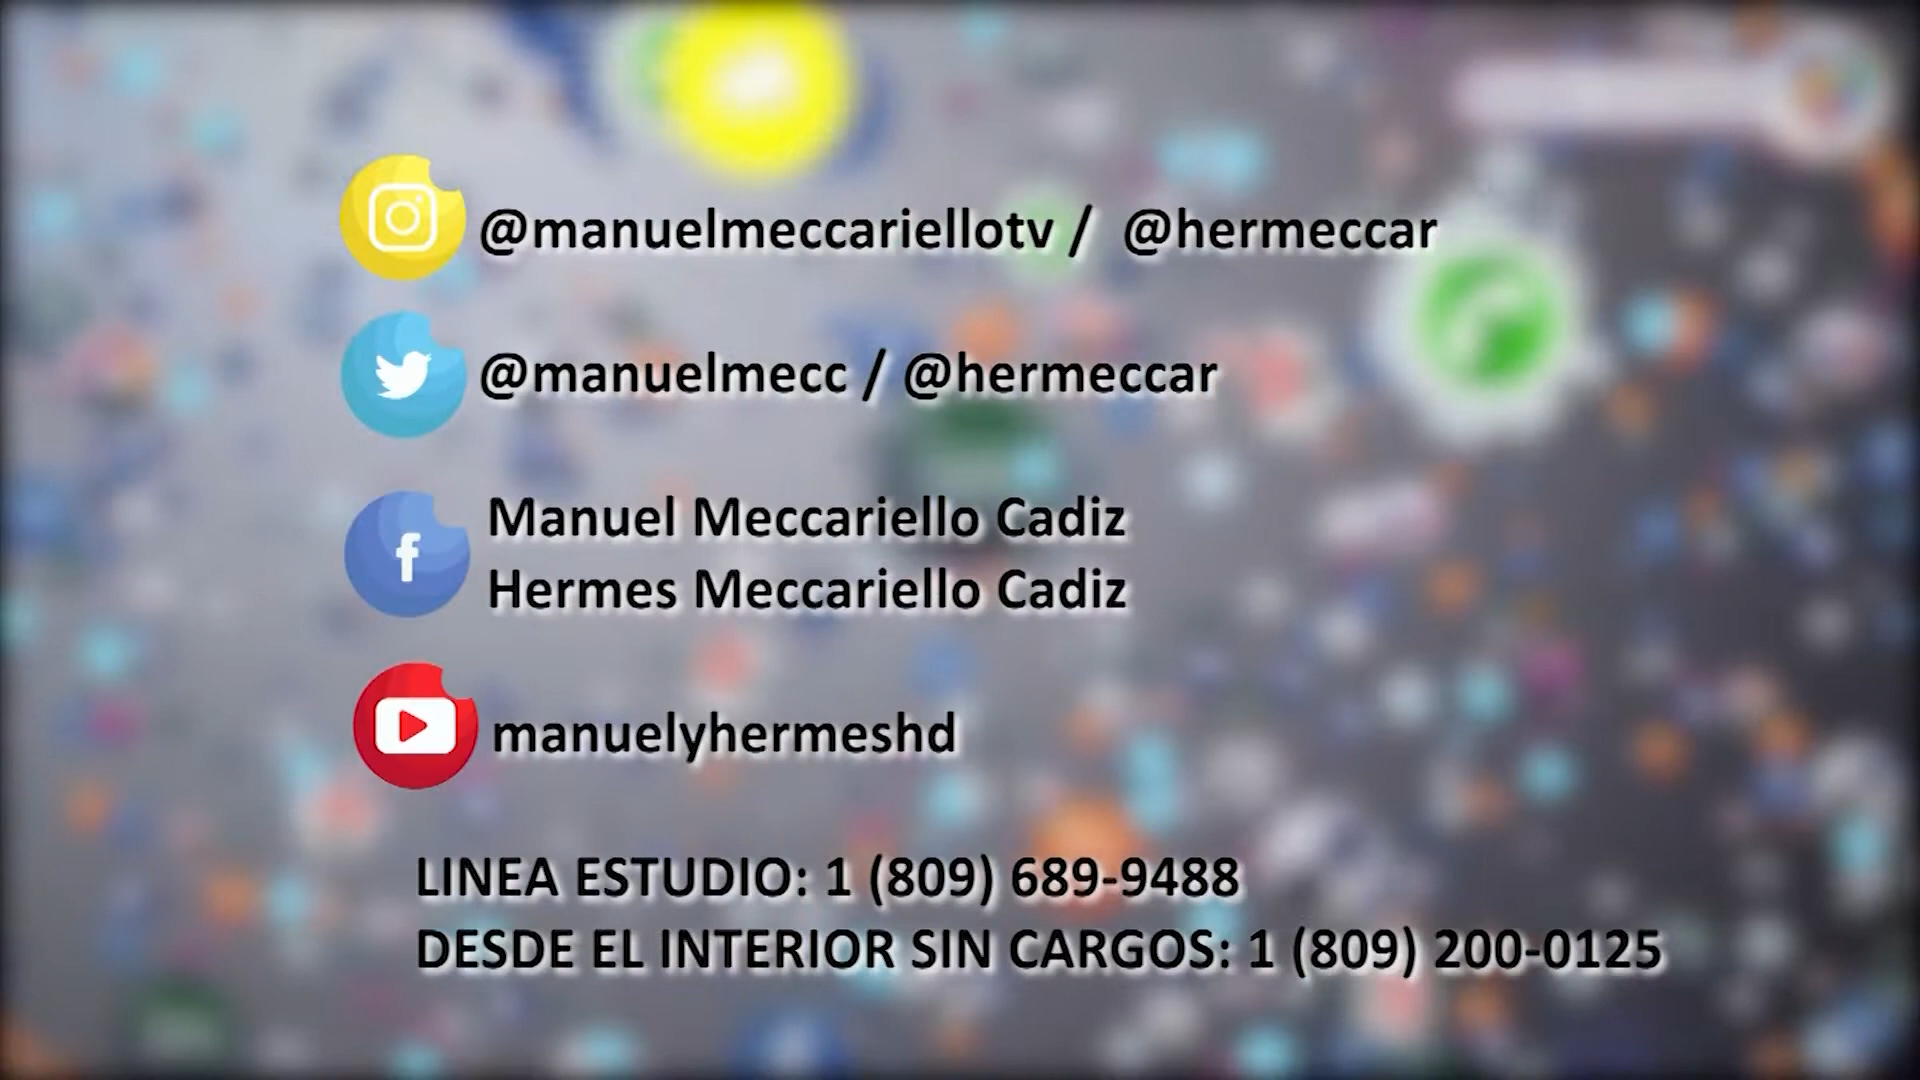 @manuelmeccariellotv / @hermeccar
@manuelmecc / @hermeccar
Manuel Meccariello Cadiz
Hermes Meccariello Cadiz
manuelyhermeshd
LINEA ESTUDIO: 1 (809) 689-9488
DESDE EL INTERIOR SIN CARGOS: 1 (809) 200-0125